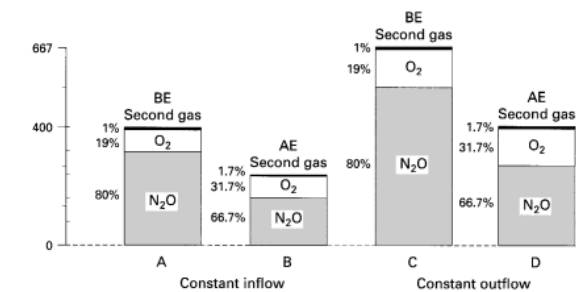 667
400
0
BE
Second gas
1%
19%
O₂
80%
N₂O
A
AE
Second gas
1.7%
31.7%
O₂
66.7%
N₂O
B
Constant inflow
BE
Second gas
1%
19%
O₂
80%
N₂O
C
AE
Second gas
1.7%
31.7%
O₂
66.7%
N₂O
D
Constant outflow